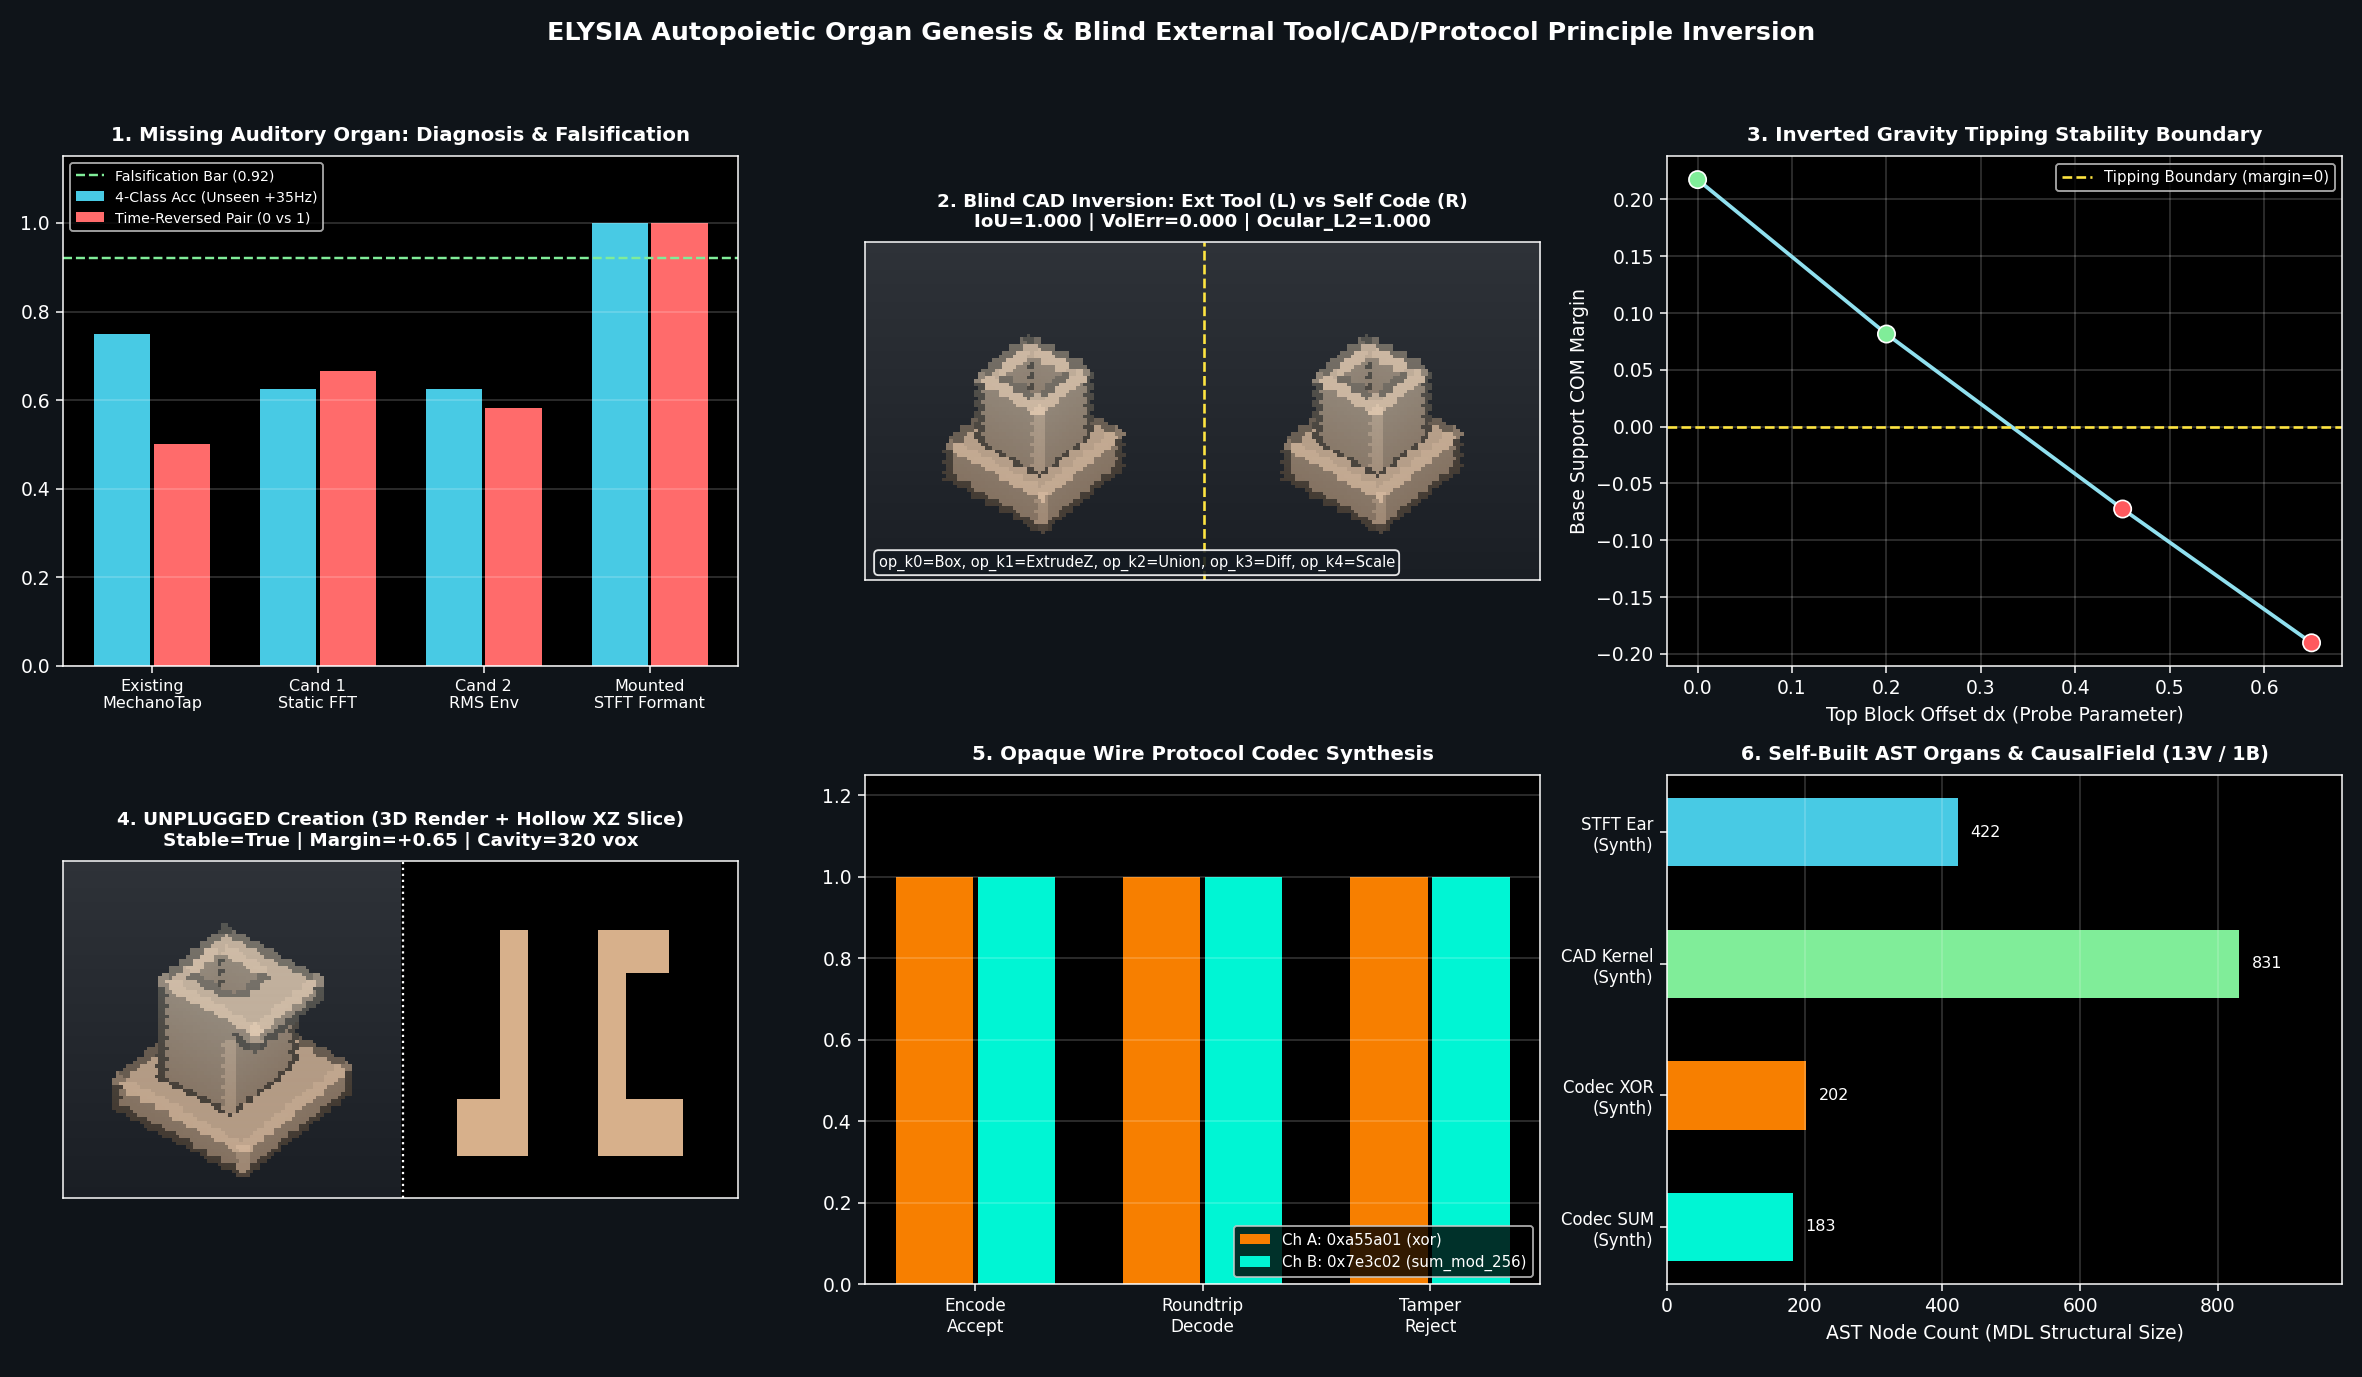 ELYSIA Autopoietic Organ Genesis & Blind External Tool/CAD/Protocol Principle Inversion
1. Missing Auditory Organ: Diagnosis & Falsification
Falsification Bar (0.92)
4-Class Acc (Unseen +35Hz)
Time-Reversed Pair (0 vs 1)
1.0
0.8
0.6
0.4
0.2
0.0
Existing
MechanoTap
Cand 1
Static FFT
Cand 2
RMS Env
Mounted
STFT Formant
2. Blind CAD Inversion: Ext Tool (L) vs Self Code (R)
IoU=1.000 | VolErr=0.000 | Ocular_L2=1.000
op_k0=Box, op_k1=ExtrudeZ, op_k2=Union, op_k3=Diff, op_k4=Scale
3. Inverted Gravity Tipping Stability Boundary
Tipping Boundary (margin=0)
Base Support COM Margin
0.20
0.15
0.10
0.05
0.00
−0.05
−0.10
−0.15
−0.20
0.0 0.1 0.2 0.3 0.4 0.5 0.6
Top Block Offset dx (Probe Parameter)
4. UNPLUGGED Creation (3D Render + Hollow XZ Slice)
Stable=True | Margin=+0.65 | Cavity=320 vox
5. Opaque Wire Protocol Codec Synthesis
1.2
1.0
0.8
0.6
0.4
0.2
0.0
Ch A: 0xa55a01 (xor)
Ch B: 0x7e3c02 (sum_mod_256)
Encode
Accept
Roundtrip
Decode
Tamper
Reject
6. Self-Built AST Organs & CausalField (13V / 1B)
STFT Ear
(Synth)
422
CAD Kernel
(Synth)
831
Codec XOR
(Synth)
202
Codec SUM
(Synth)
183
0 200 400 600 800
AST Node Count (MDL Structural Size)